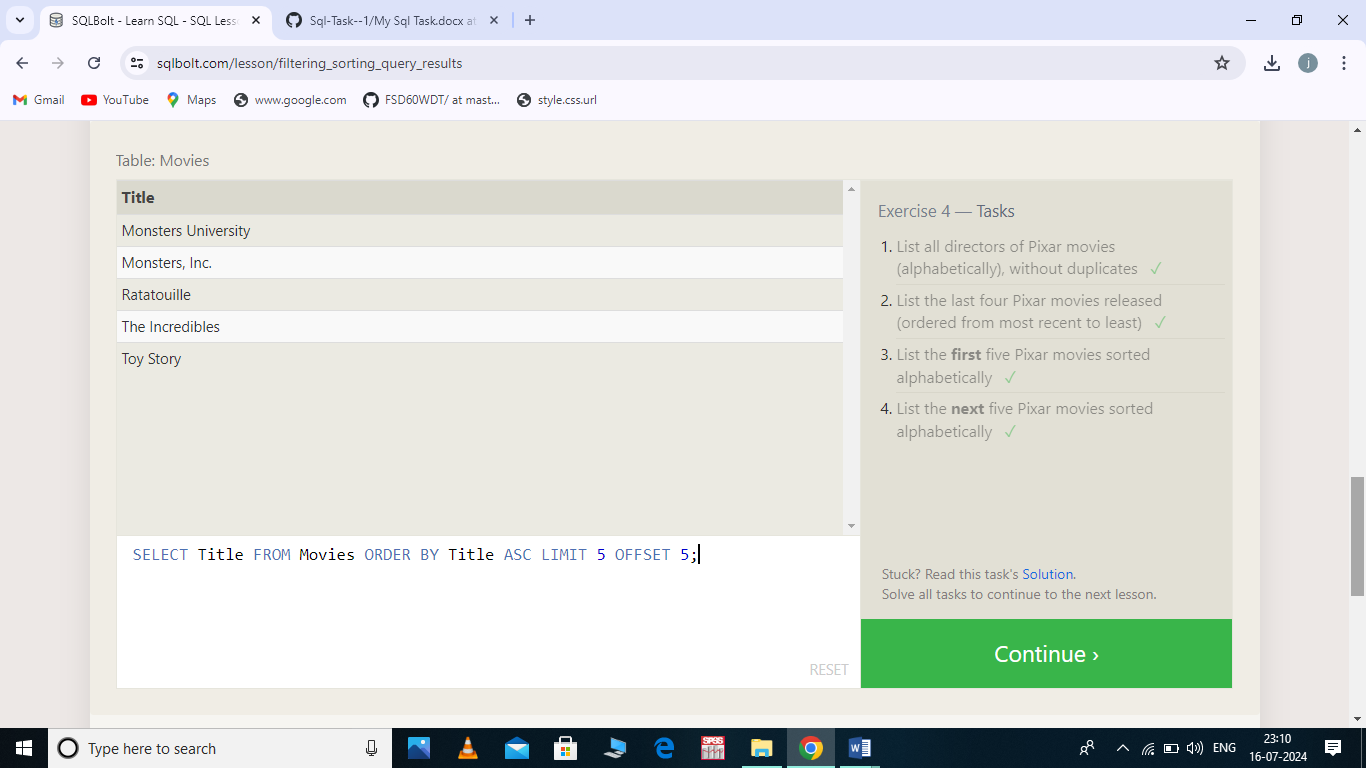 SQLBolt - Learn SQL - SQL Less
Sql-Task--1/My Sql Task.docx at
sqlbolt.com/lesson/filtering_sorting_query_results
j
Gmail
YouTube
Maps
www.google.com
FSD60WDT/ at mast...
style.css.url
Table: Movies
Title
Monsters University
Monsters, Inc.
Ratatouille
The Incredibles
Toy Story
Exercise 4 — Tasks
1. List all directors of Pixar movies
(alphabetically), without duplicates ✓
2. List the last four Pixar movies released
(ordered from most recent to least) ✓
3. List the first five Pixar movies sorted
alphabetically ✓
4. List the next five Pixar movies sorted
alphabetically ✓
SELECT Title FROM Movies ORDER BY Title ASC LIMIT 5 OFFSET 5;
RESET
Stuck? Read this task's Solution.
Solve all tasks to continue to the next lesson.
Continue ›
Type here to search
SPSS
ENG
23:10
16-07-2024